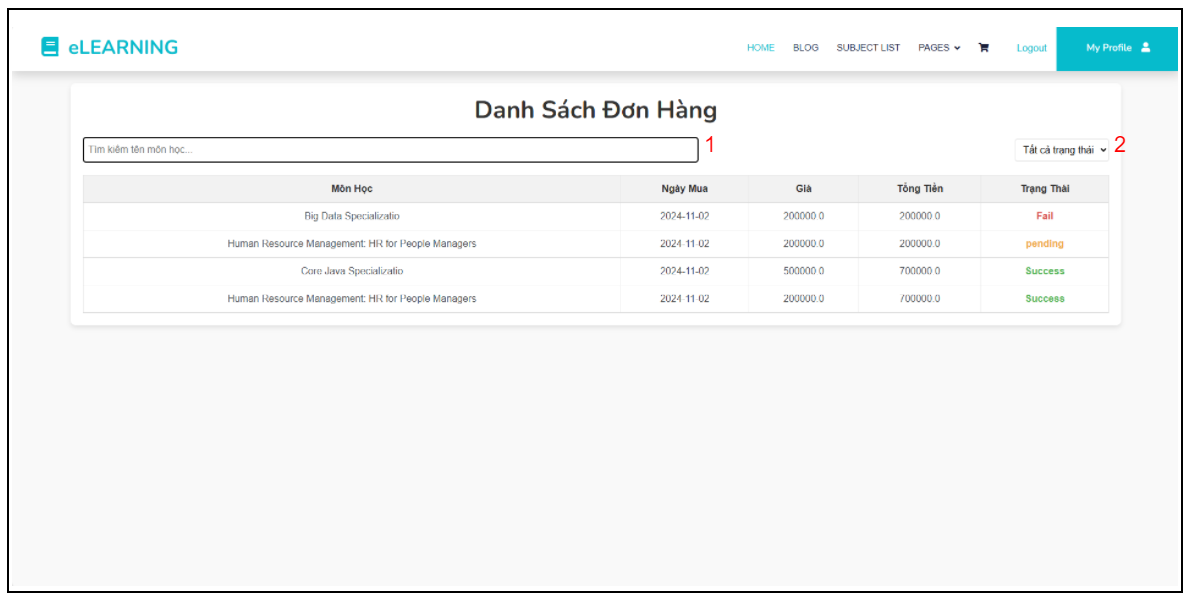 eLEARNING
HOME BLOG SUBJECT LIST PAGES Logout My Profile
Danh Sách Đơn Hàng
Tìm kiếm tên môn học... 1 Tất cả trạng thái 2
Môn Học Ngày Mua Giá Tổng Tiền Trạng Thái
Big Data Specializatio 2024-11-02 200000.0 200000.0 Fail
Human Resource Management: HR for People Managers 2024-11-02 200000.0 200000.0 pending
Core Java Specializatio 2024-11-02 500000.0 700000.0 Success
Human Resource Management: HR for People Managers 2024-11-02 200000.0 700000.0 Success